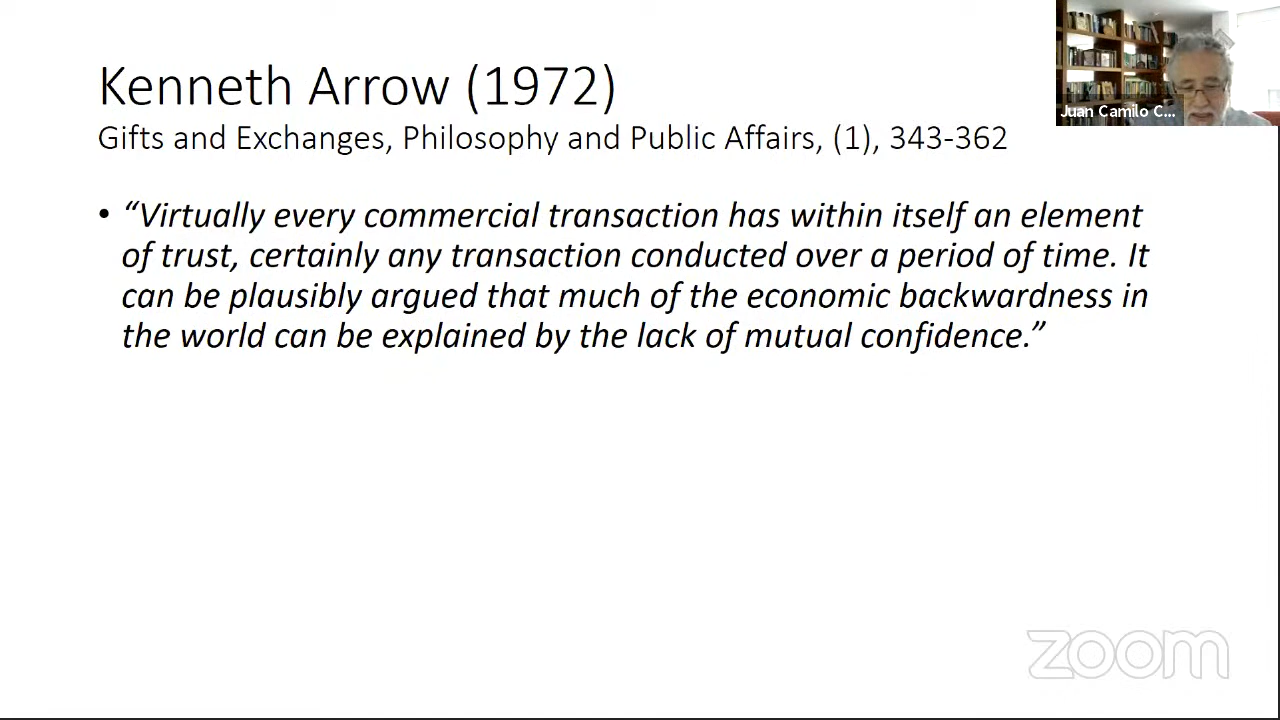 Kenneth Arrow (1972)
Gifts and Exchanges, Philosophy and Public Affairs, (1), 343-362
• “Virtually every commercial transaction has within itself an element
of trust, certainly any transaction conducted over a period of time. It
can be plausibly argued that much of the economic backwardness in
the world can be explained by the lack of mutual confidence.”
Juan Camilo C...
zoom